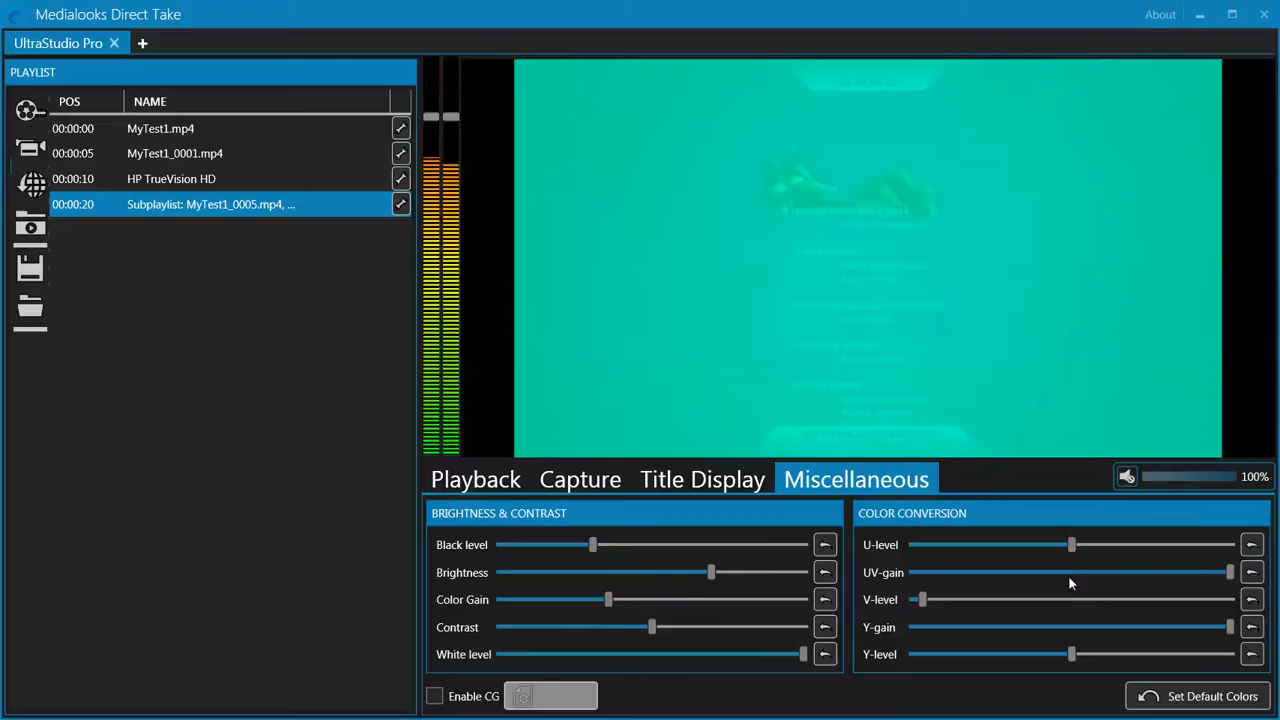 Medialooks Direct Take
About
UltraStudio Pro
PLAYLIST
POS NAME
00:00:00 MyTest1.mp4
00:00:05 MyTest1_0001.mp4
00:00:10 HP TrueVision HD
00:00:20 Subplaylist: MyTest1_0005.mp4, ...
Playback Capture Title Display Miscellaneous
100%
BRIGHTNESS & CONTRAST
Black level
Brightness
Color Gain
Contrast
White level
Enable CG
COLOR CONVERSION
U-level
UV-gain
V-level
Y-gain
Y-level
Set Default Colors